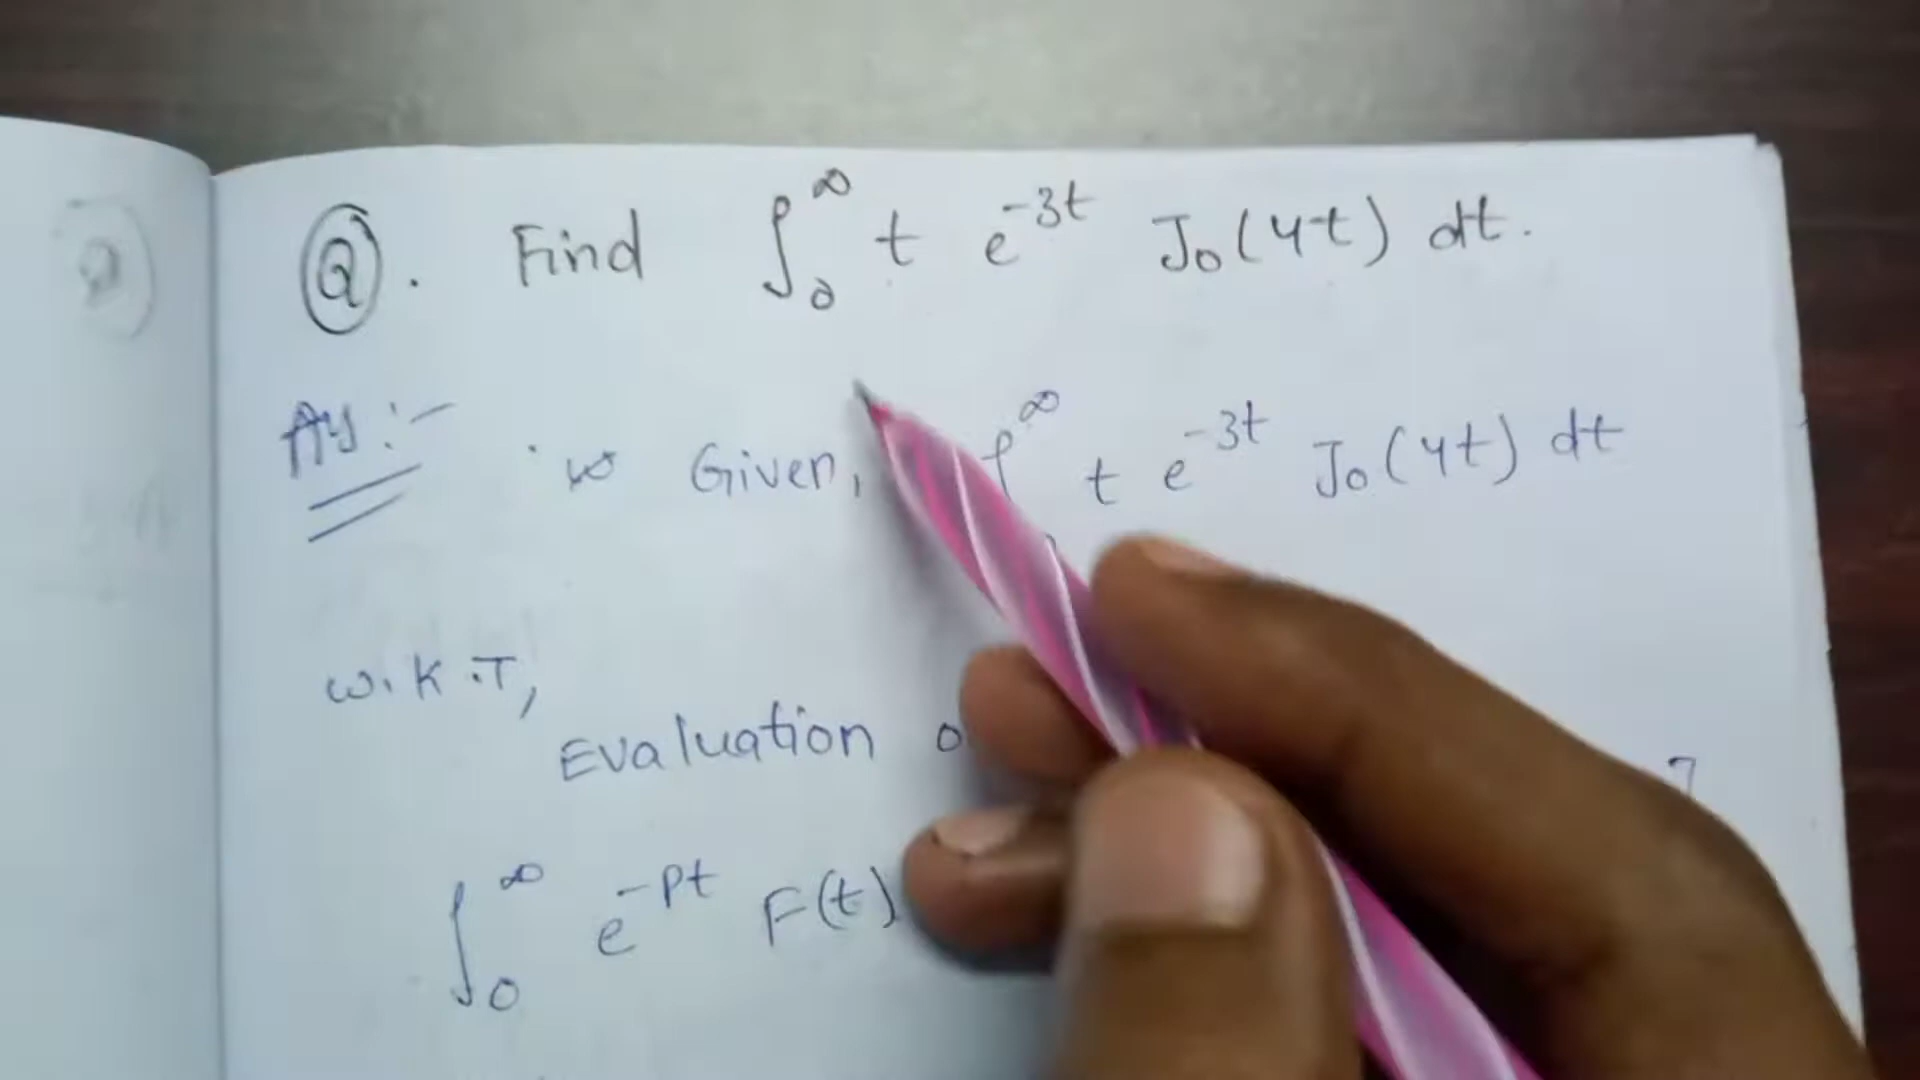 Q. Find ∫₀^∞ t e^{-3t} J₀(4t) dt.
Ans:- Given, ∫^∞ t e^{-3t} J₀(4t) dt
W.K.T,
Evaluation
∫₀^∞ e^{-pt} F(t)